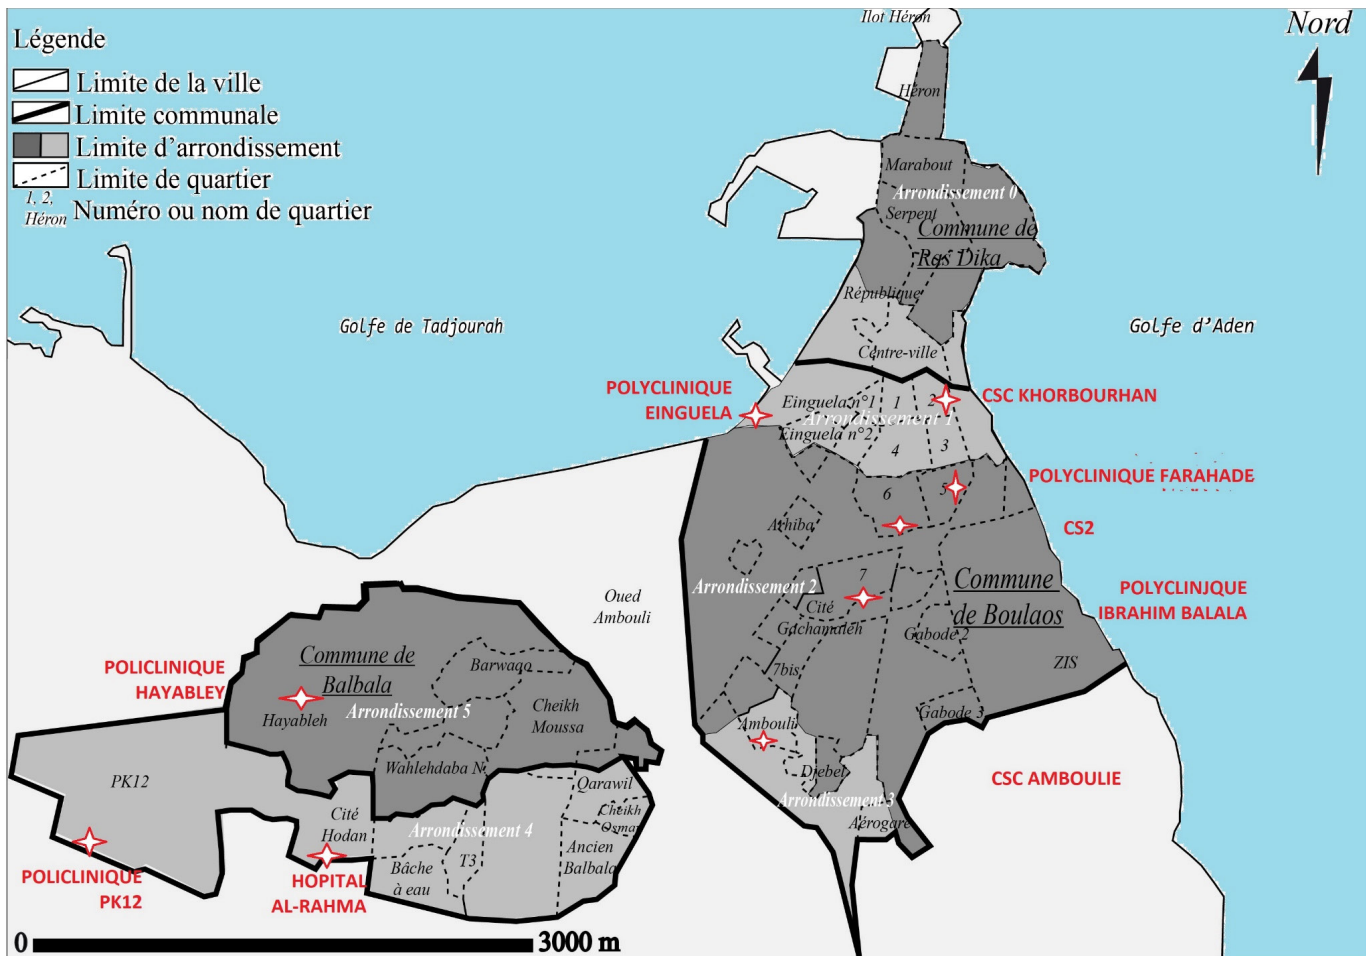 Légende
Limite de la ville
Limite communale
Limite d'arrondissement
Limite de quartier
1, 2,
Héron
Numéro ou nom de quartier
Nord
Ilot Héron
Héron
Marabout
Arrondissement 0
Serpent
Commune de
Ras Dika
République
Golfe de Tadjourah
Golfe d'Aden
Centre-ville
POLYCLINIQUE
EINGUELA
Einguela n°1
1
2
CSC KHORBOURHAN
Arrondissement 1
Einguela n°2
4
3
POLYCLINIQUE FARAHADE
6
5
Arhiba
CS2
Arrondissement 2
7
Commune
de Boulaos
POLYCLINJQUE
IBRAHIM BALALA
Cité
Gachamaleh
Gabode 2
Oued
Ambouli
7bis
ZIS
POLICLINIQUE
HAYABLEY
Commune de
Balbala
Barwaqo
Hayableh
Arrondissement 5
Cheikh
Moussa
Gabode 3
Ambouli
Wahlehdaba N
Djebel
CSC AMBOULIE
PK12
Qarawil
Arrondissement 3
Cité
Hodan
Cheikh
Osman
Aérogare
Arrondissement 4
Ancien
Balbala
T3
Bâche
à eau
POLICLINIQUE
PK12
HOPITAL
AL-RAHMA
0
3000 m